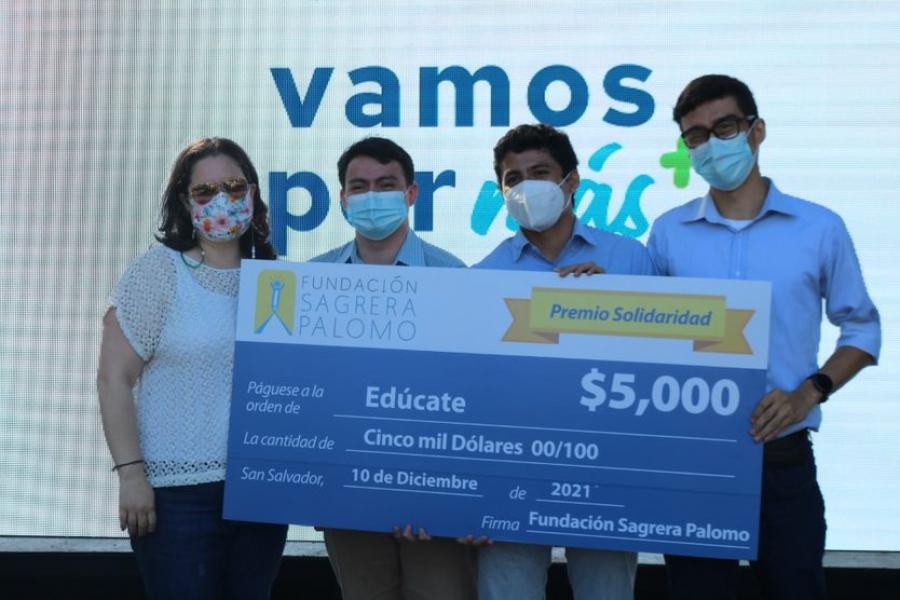 vamos
por más+
FUNDACIÓN
SAGRERA
PALOMO
Premio Solidaridad
$5,000
Páguese a la
orden de Edúcate
La cantidad de Cinco mil Dólares 00/100
San Salvador, 10 de Diciembre de 2021
Firma Fundación Sagrera Palomo